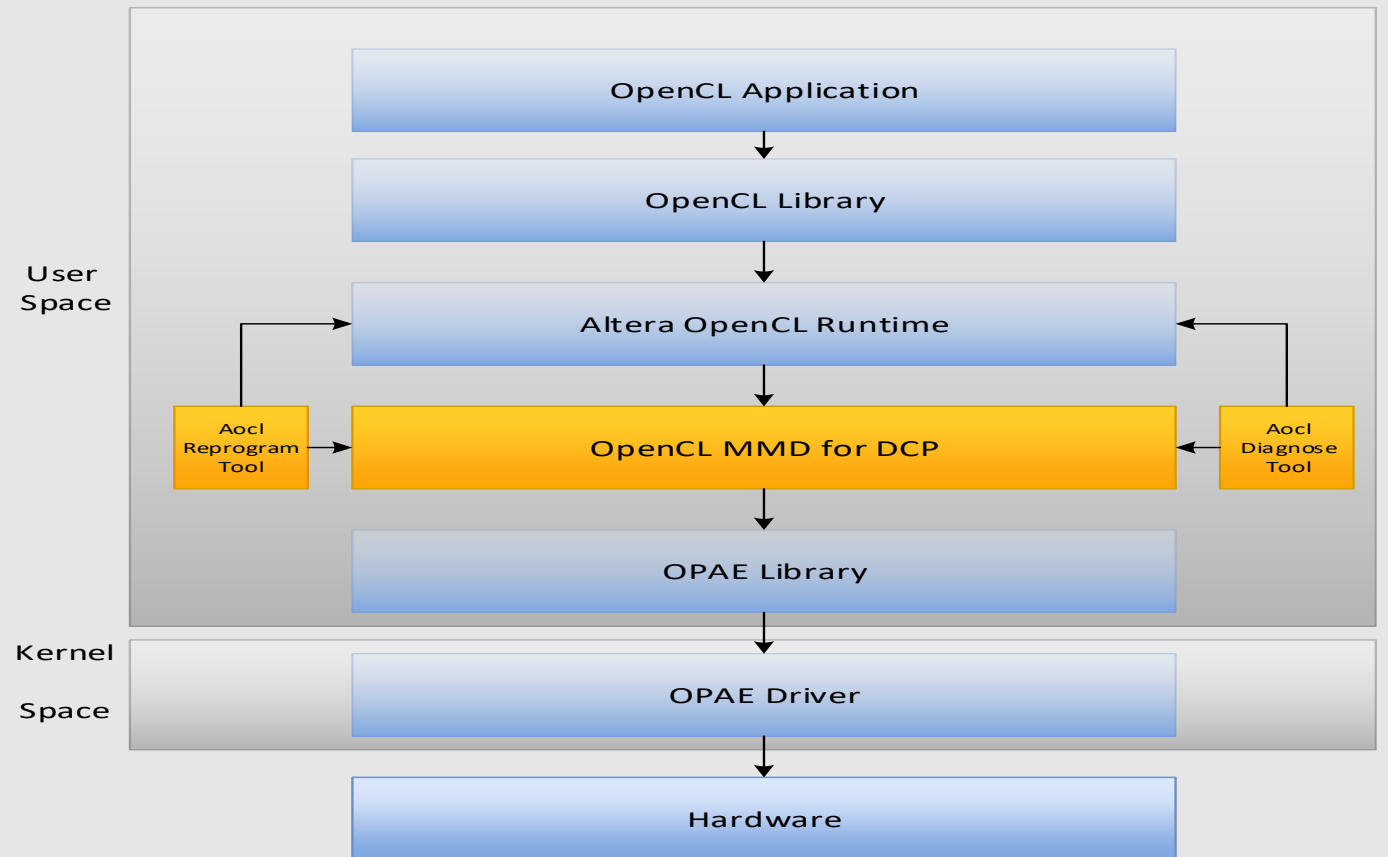 OpenCL Application
OpenCL Library
User
Space
Altera OpenCL Runtime
Aocl
Reprogram
Tool
OpenCL MMD for DCP
Aocl
Diagnose
Tool
OPAE Library
Kernel
Space
OPAE Driver
Hardware